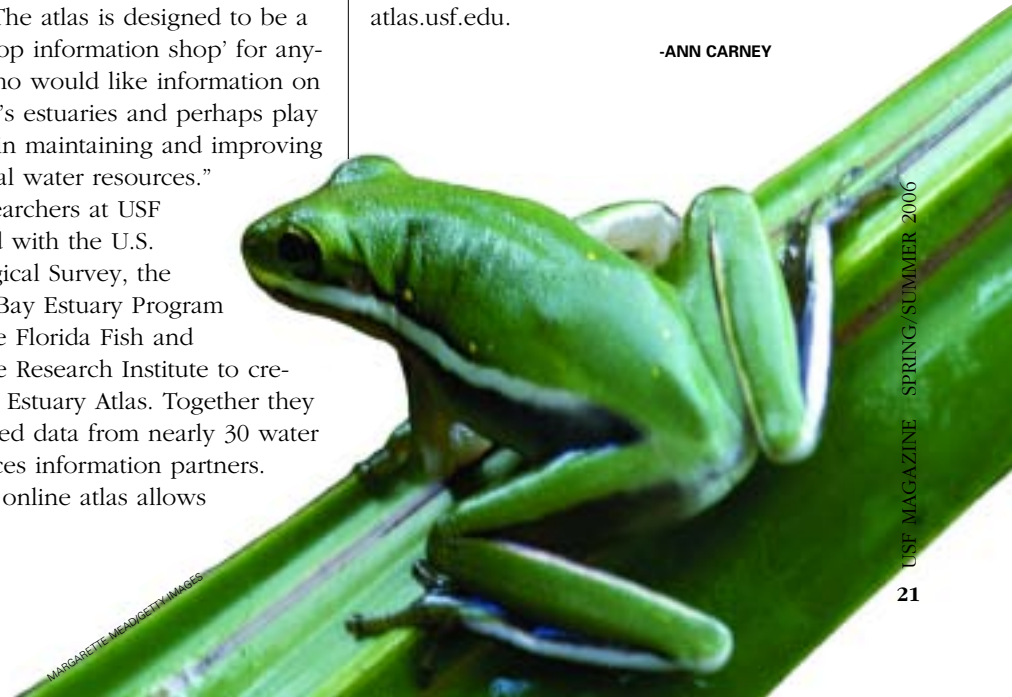 The atlas is designed to be a
op information shop’ for any-
ho would like information on
’s estuaries and perhaps play
in maintaining and improving
al water resources.”
earchers at USF
d with the U.S.
gical Survey, the
Bay Estuary Program
e Florida Fish and
e Research Institute to cre-
Estuary Atlas. Together they
ed data from nearly 30 water
ces information partners.
online atlas allows
atlas.usf.edu.
-ANN CARNEY
MARGARETTE MEAD/GETTY IMAGES
USF MAGAZINE SPRING/SUMMER 2006
21